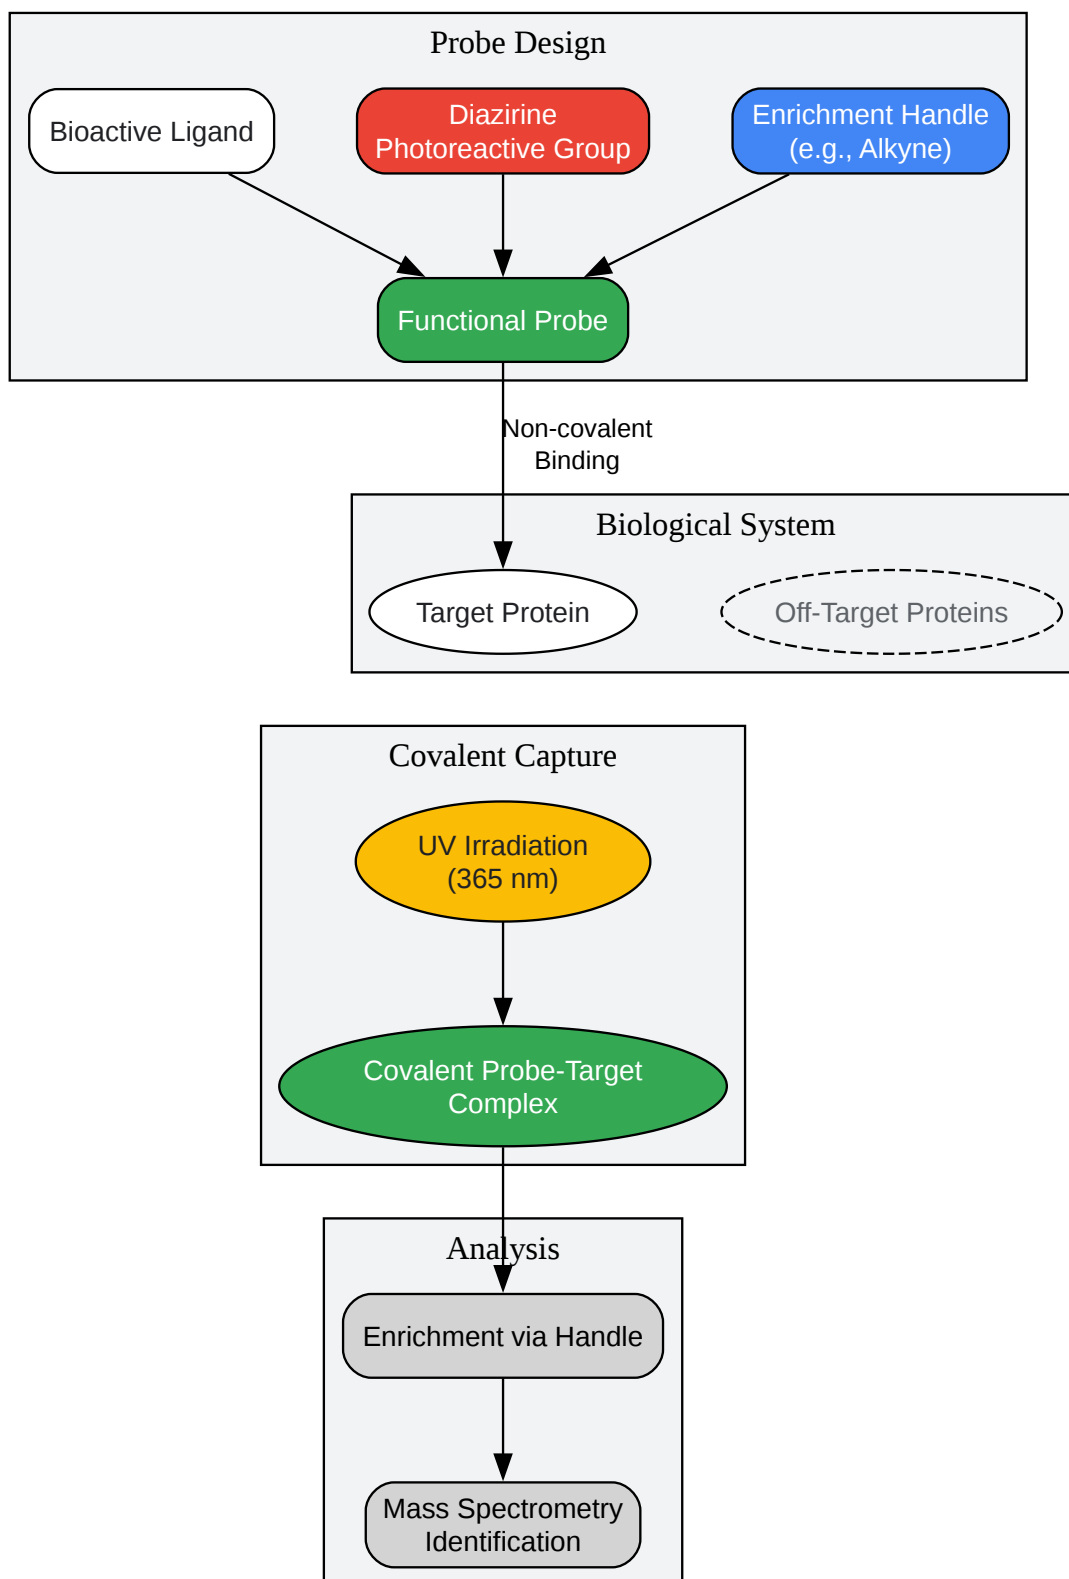 Probe Design
Bioactive Ligand
Diazirine
Photoreactive Group
Enrichment Handle
(e.g., Alkyne)
Functional Probe
Non-covalent
Binding
Biological System
Target Protein
Off-Target Proteins
Covalent Capture
UV Irradiation
(365 nm)
Covalent Probe-Target
Complex
Analysis
Enrichment via Handle
Mass Spectrometry
Identification